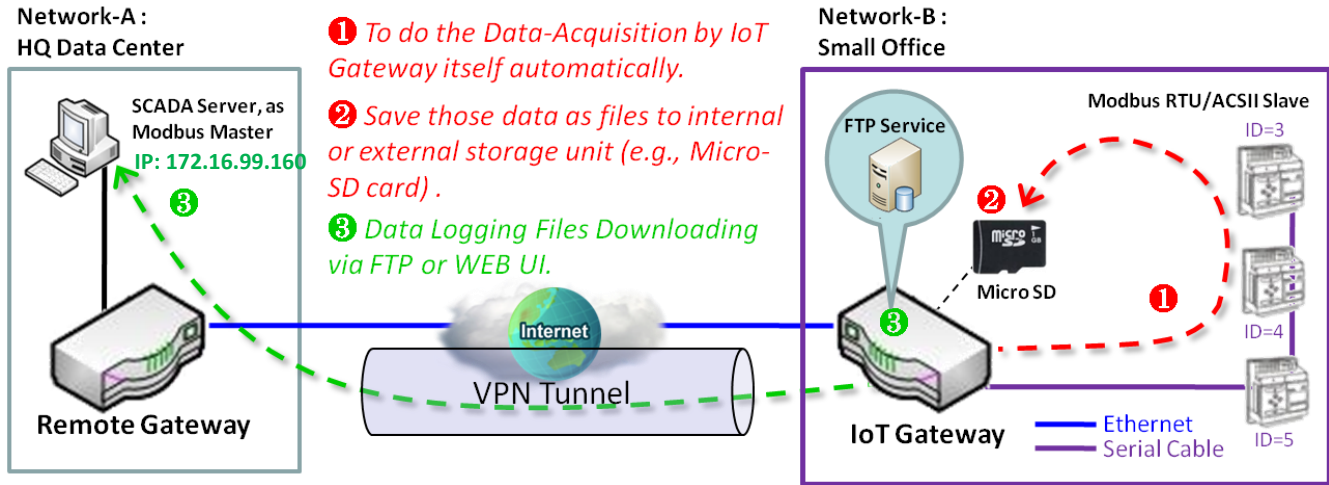 Network-A :
HQ Data Center
SCADA Server, as
Modbus Master
IP: 172.16.99.160
❸
❶ To do the Data-Acquisition by IoT
Gateway itself automatically.
❷ Save those data as files to internal
or external storage unit (e.g., Micro-
SD card) .
❸ Data Logging Files Downloading
via FTP or WEB UI.
Internet
VPN Tunnel
Remote Gateway
Network-B :
Small Office
FTP Service
Modbus RTU/ACSII Slave
ID=3
❷
micro
SD
1
GB
Micro SD
❶
❸
ID=4
IoT Gateway
ID=5
Ethernet
Serial Cable